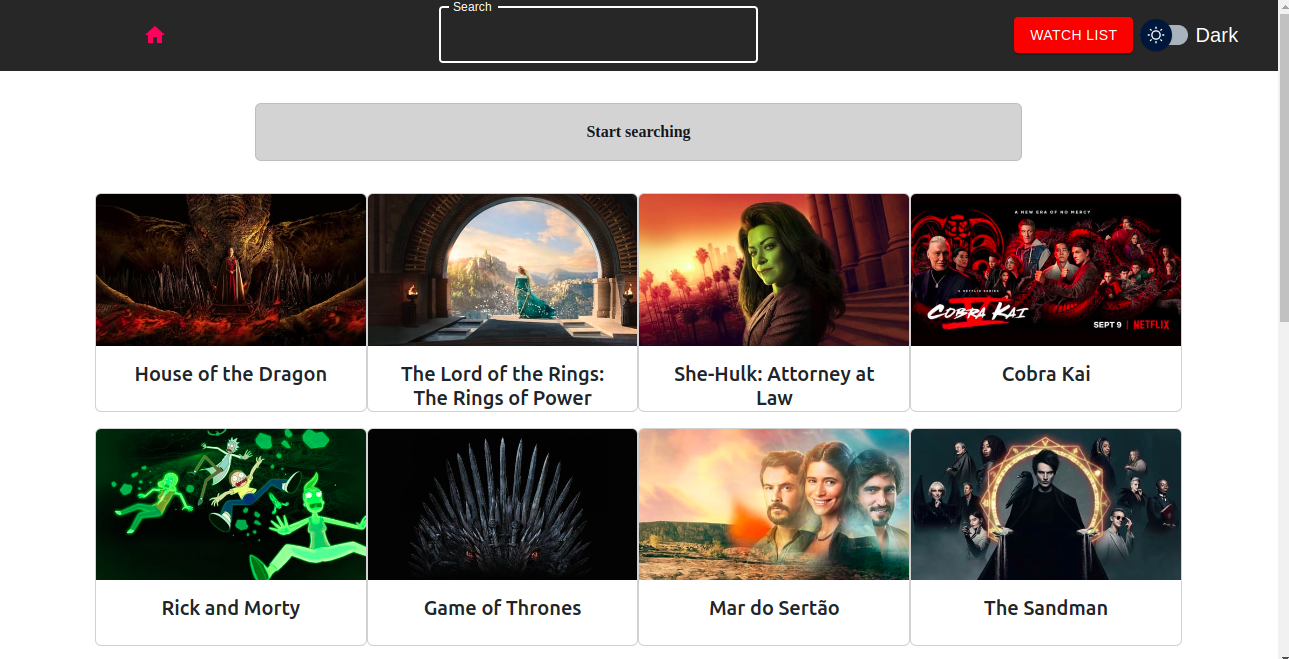 Search
WATCH LIST
Dark
Start searching
A NEW ERA OF NO MERCY
A NETFLIX SERIES
COBRA KAI
V
SEPT 9 | NETFLIX
House of the Dragon
The Lord of the Rings:
The Rings of Power
She-Hulk: Attorney at
Law
Cobra Kai
Rick and Morty
Game of Thrones
Mar do Sertão
The Sandman